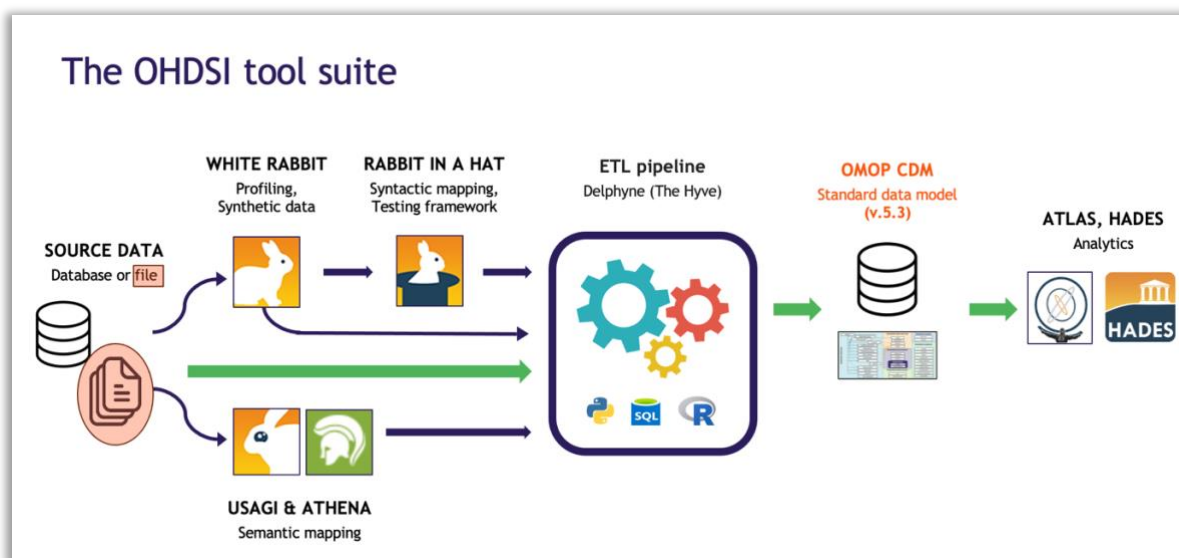 The OHDSI tool suite
WHITE RABBIT
Profiling,
Synthetic data
RABBIT IN A HAT
Syntactic mapping,
Testing framework
ETL pipeline
Delphyne (The Hyve)
OMOP CDM
Standard data model
(v.5.3)
ATLAS, HADES
Analytics
SOURCE DATA
Database or file
HADES
SQL
R
USAGI & ATHENA
Semantic mapping